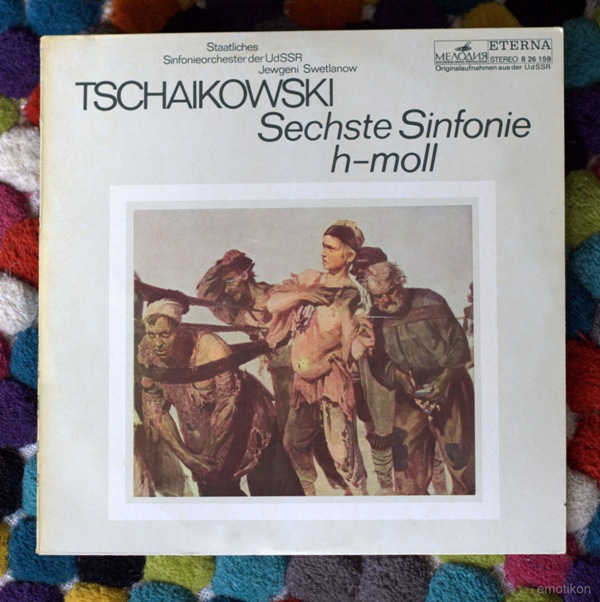 Staatliches
Sinfonieorchester der UdSSR
Jewgeni Swetlanow
МЕЛОДИЯ
ETERNA
STEREO 8 26 159
Originalaufnahmen aus der UdSSR
TSCHAIKOWSKI
Sechste Sinfonie
h-moll
emotikon